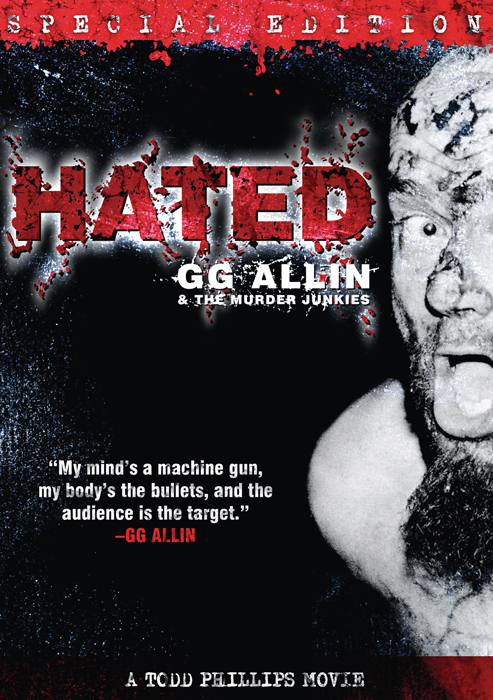 SPECIAL EDITION
HATED
GG ALLIN
& THE MURDER JUNKIES
“My mind’s a machine gun,
my body’s the bullets, and the
audience is the target.”
–GG ALLIN
A TODD PHILLIPS MOVIE